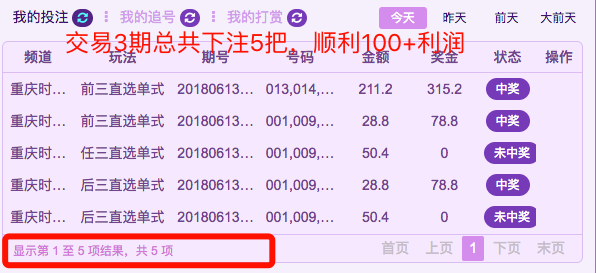 我的投注 我的追号 我的打赏 今天 昨天 前天 大前天
交易3期总共下注5把，顺利100+利润
频道 玩法 期号 号码 金额 奖金 状态 操作
重庆时... 前三直选单式 20180613... 013,014,... 211.2 315.2 中奖
重庆时... 前三直选单式 20180613... 001,009,... 28.8 78.8 中奖
重庆时... 任三直选单式 20180613... 001,009,... 50.4 0 未中奖
重庆时... 后三直选单式 20180613... 001,009,... 28.8 78.8 中奖
重庆时... 后三直选单式 20180613... 001,009,... 50.4 0 未中奖
显示第 1 至 5 项结果，共 5 项 首页 上页 1 下页 末页